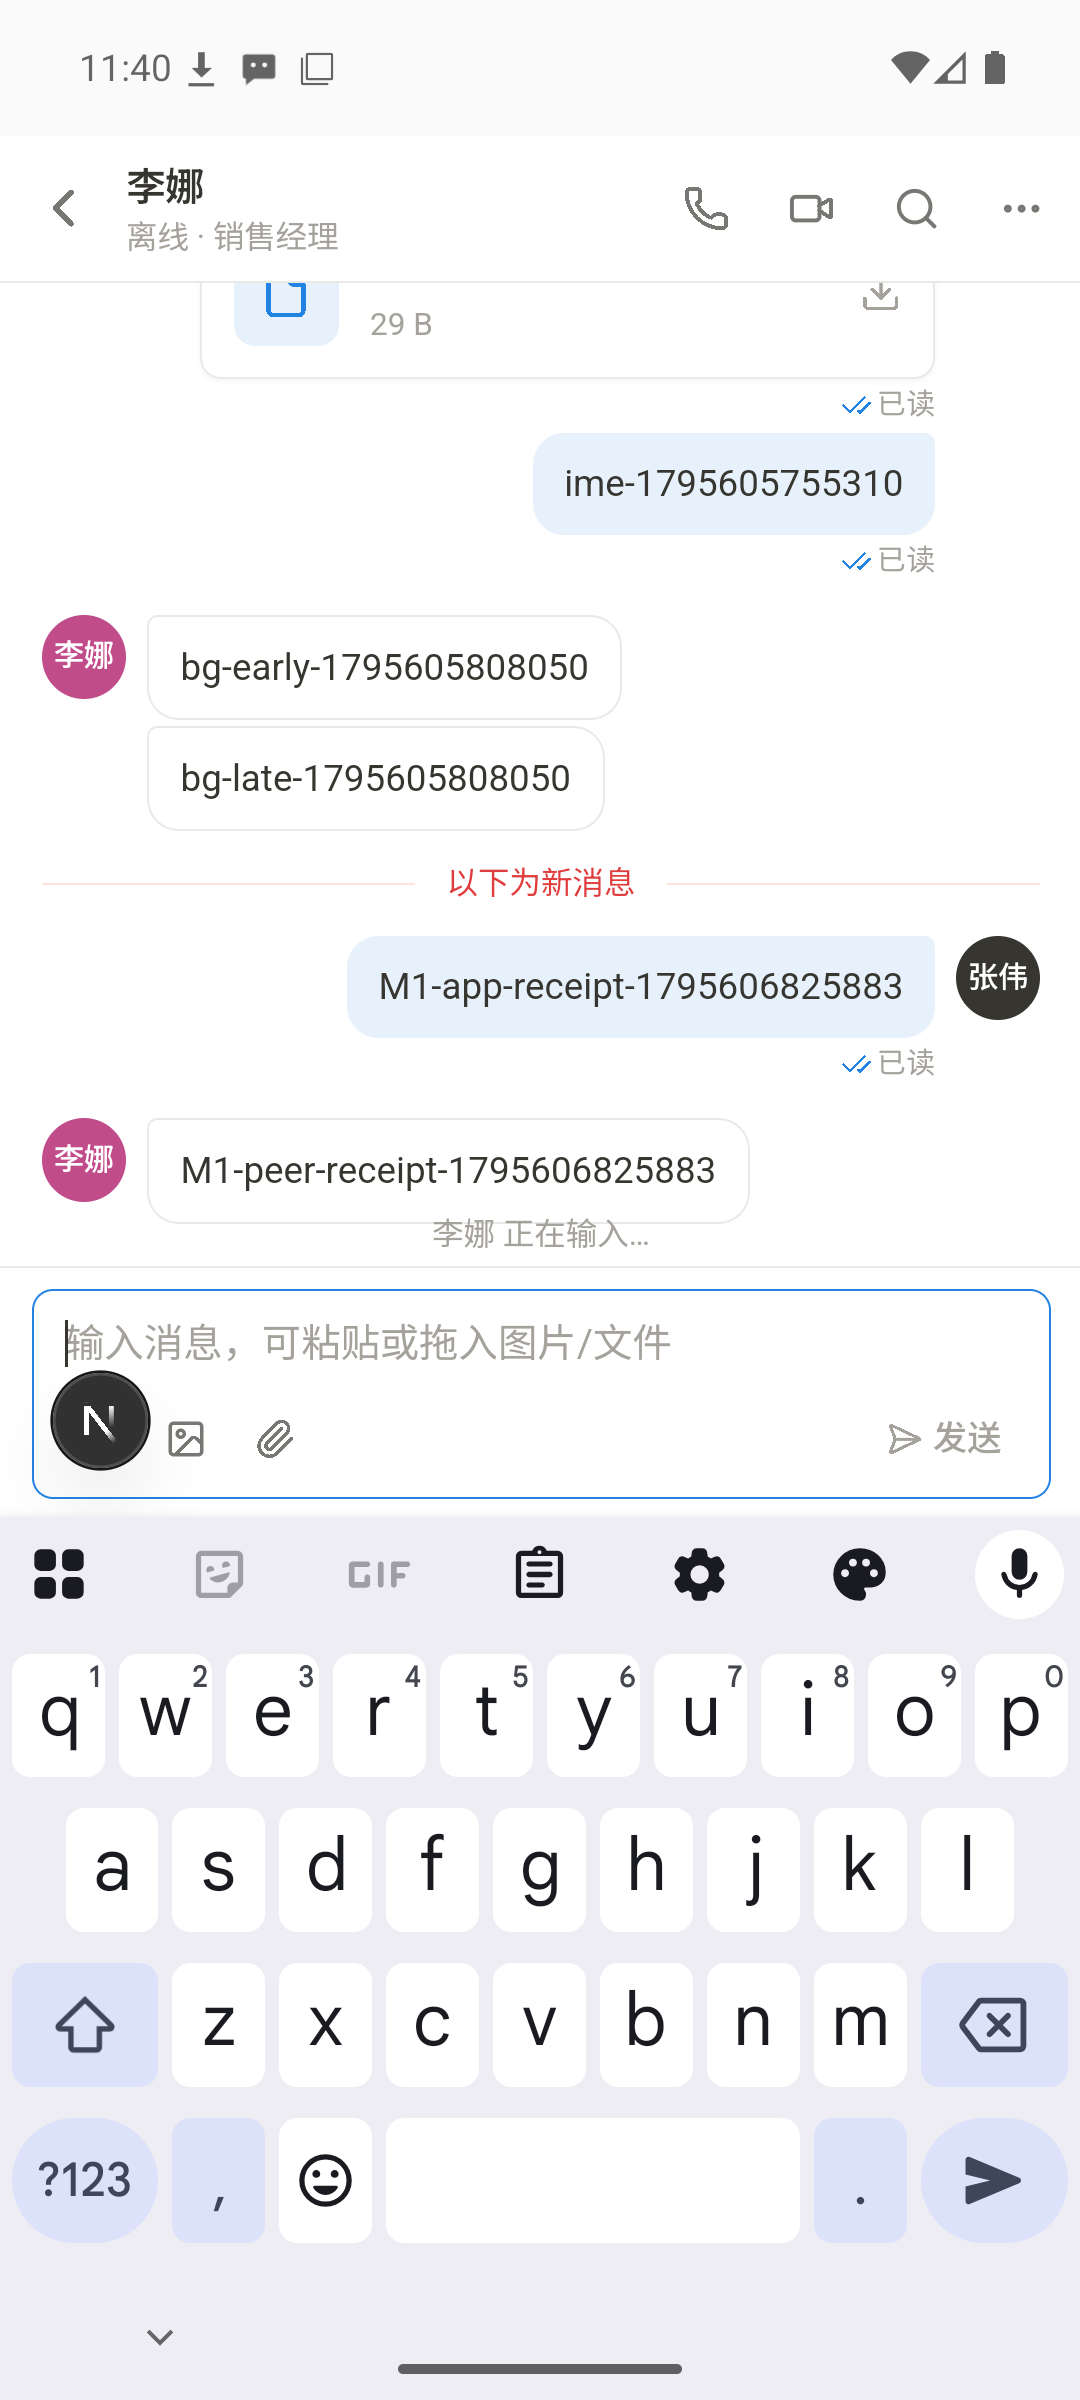 11:40
李娜
离线 · 销售经理
29 B
已读
ime-1795605755310
已读
李娜
bg-early-1795605808050
bg-late-1795605808050
以下为新消息
M1-app-receipt-1795606825883
张伟
已读
李娜
M1-peer-receipt-1795606825883
李娜 正在输入...
输入消息，可粘贴或拖入图片/文件
N
发送
GIF
q1 w2 e3 r4 t5 y6 u7 i8 o9 p0
a s d f g h j k l
z x c v b n m
?123 , .